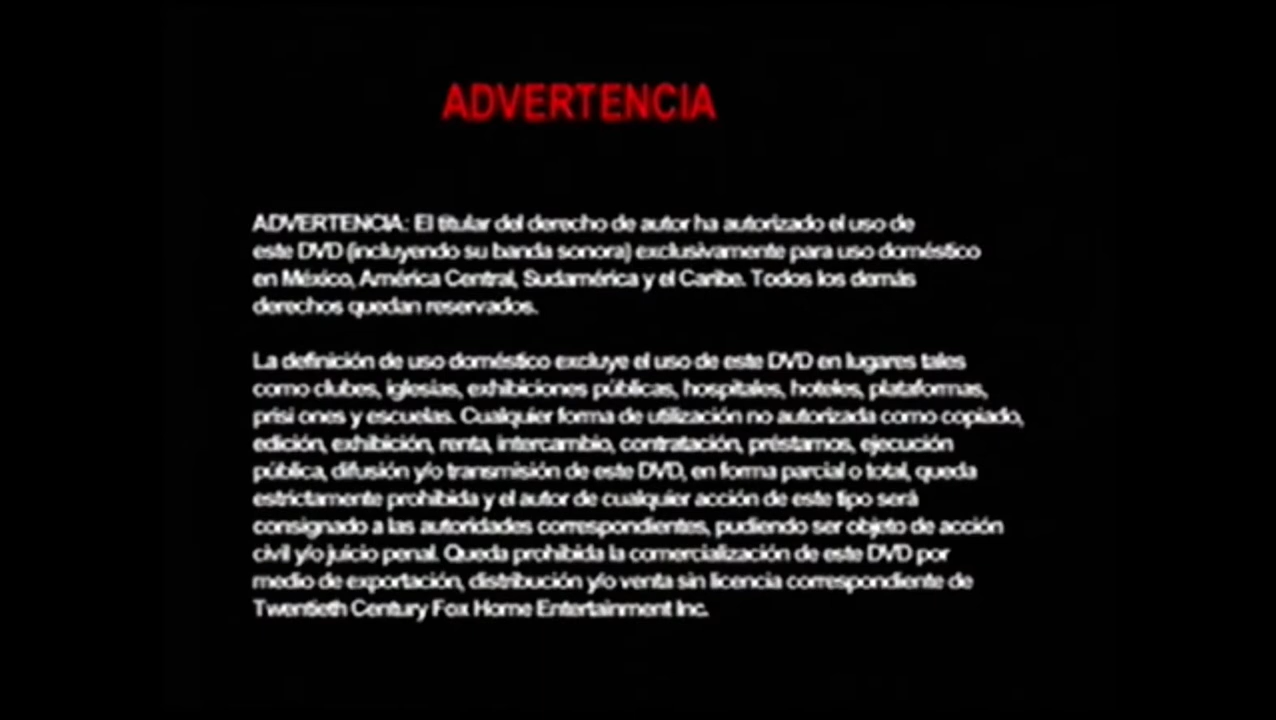 ADVERTENCIA
ADVERTENCIA: El titular del derecho de autor ha autorizado el uso de
este DVD (incluyendo su banda sonora) exclusivamente para uso doméstico
en México, América Central, Sudamérica y el Caribe. Todos los demás
derechos quedan reservados.
La definición de uso doméstico excluye el uso de este DVD en lugares tales
como clubes, iglesias, exhibiciones públicas, hospitales, hoteles, plataformas,
prisi ones y escuelas. Cualquier forma de utilización no autorizada como copiado,
edición, exhibición, renta, intercambio, contratación, préstamos, ejecución
pública, difusión y/o transmisión de este DVD, en forma parcial o total, queda
estrictamente prohibida y el autor de cualquier acción de este tipo será
consignado a las autoridades correspondientes, pudiendo ser objeto de acción
civil y/o juicio penal. Queda prohibida la comercialización de este DVD por
medio de exportación, distribución y/o venta sin licencia correspondiente de
Twentieth Century Fox Home Entertainment Inc.